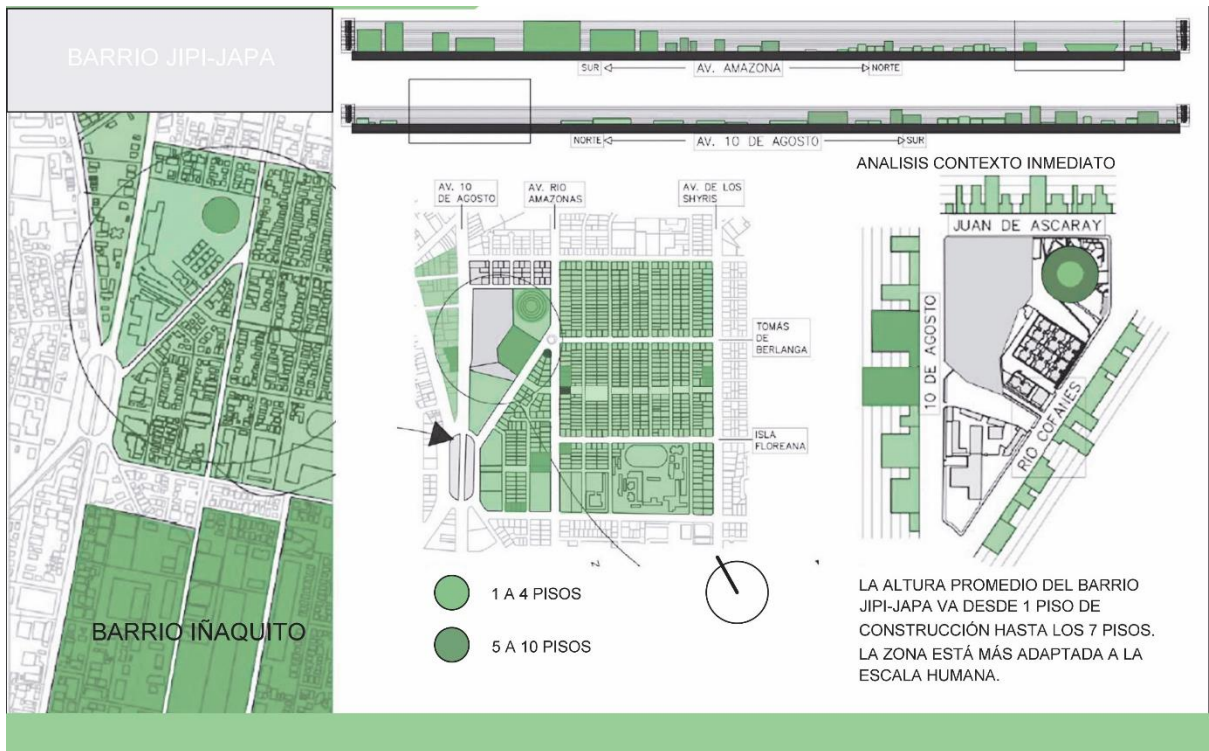 BARRIO JIPI-JAPA
SUR
AV. AMAZONA
NORTE
NORTE
AV. 10 DE AGOSTO
SUR
ANALISIS CONTEXTO INMEDIATO
AV. 10
DE AGOSTO
AV. RIO
AMAZONAS
AV. DE LOS
SHYRIS
TOMÁS
DE
BERLANGA
ISLA
FLOREANA
JUAN DE ASCARAY
10 DE AGOSTO
RIO COFANES
N
1 A 4 PISOS
5 A 10 PISOS
BARRIO IÑAQUITO
LA ALTURA PROMEDIO DEL BARRIO
JIPI-JAPA VA DESDE 1 PISO DE
CONSTRUCCIÓN HASTA LOS 7 PISOS.
LA ZONA ESTÁ MÁS ADAPTADA A LA
ESCALA HUMANA.